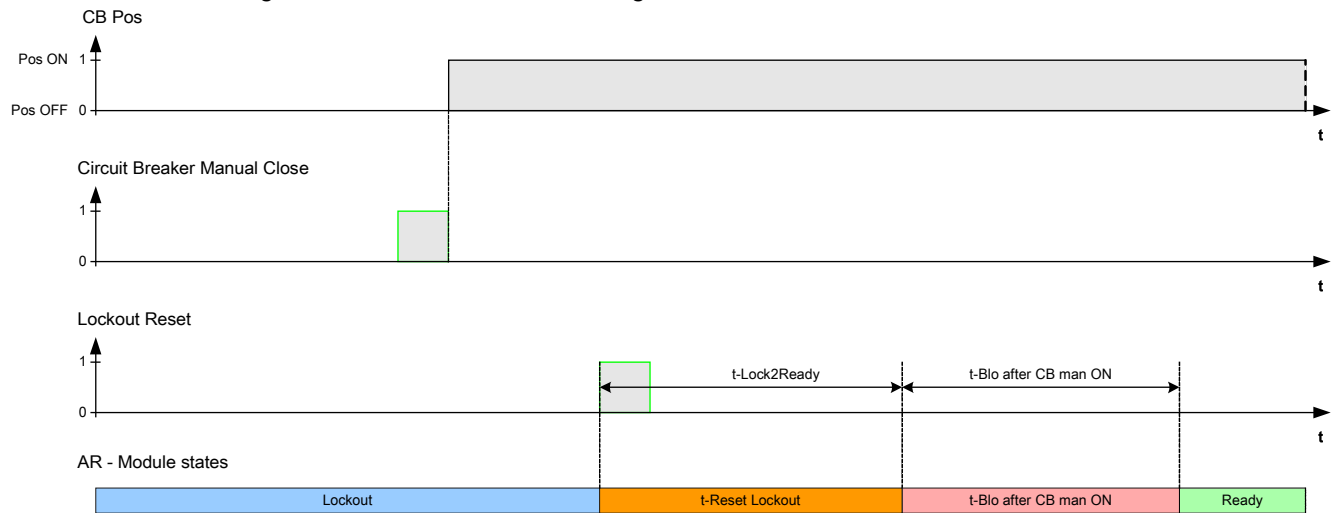 CB Pos
Pos ON 1
Pos OFF 0
t
Circuit Breaker Manual Close
1
0
t
Lockout Reset
1
t-Lock2Ready t-Blo after CB man ON
0
t
AR - Module states
Lockout t-Reset Lockout t-Blo after CB man ON Ready